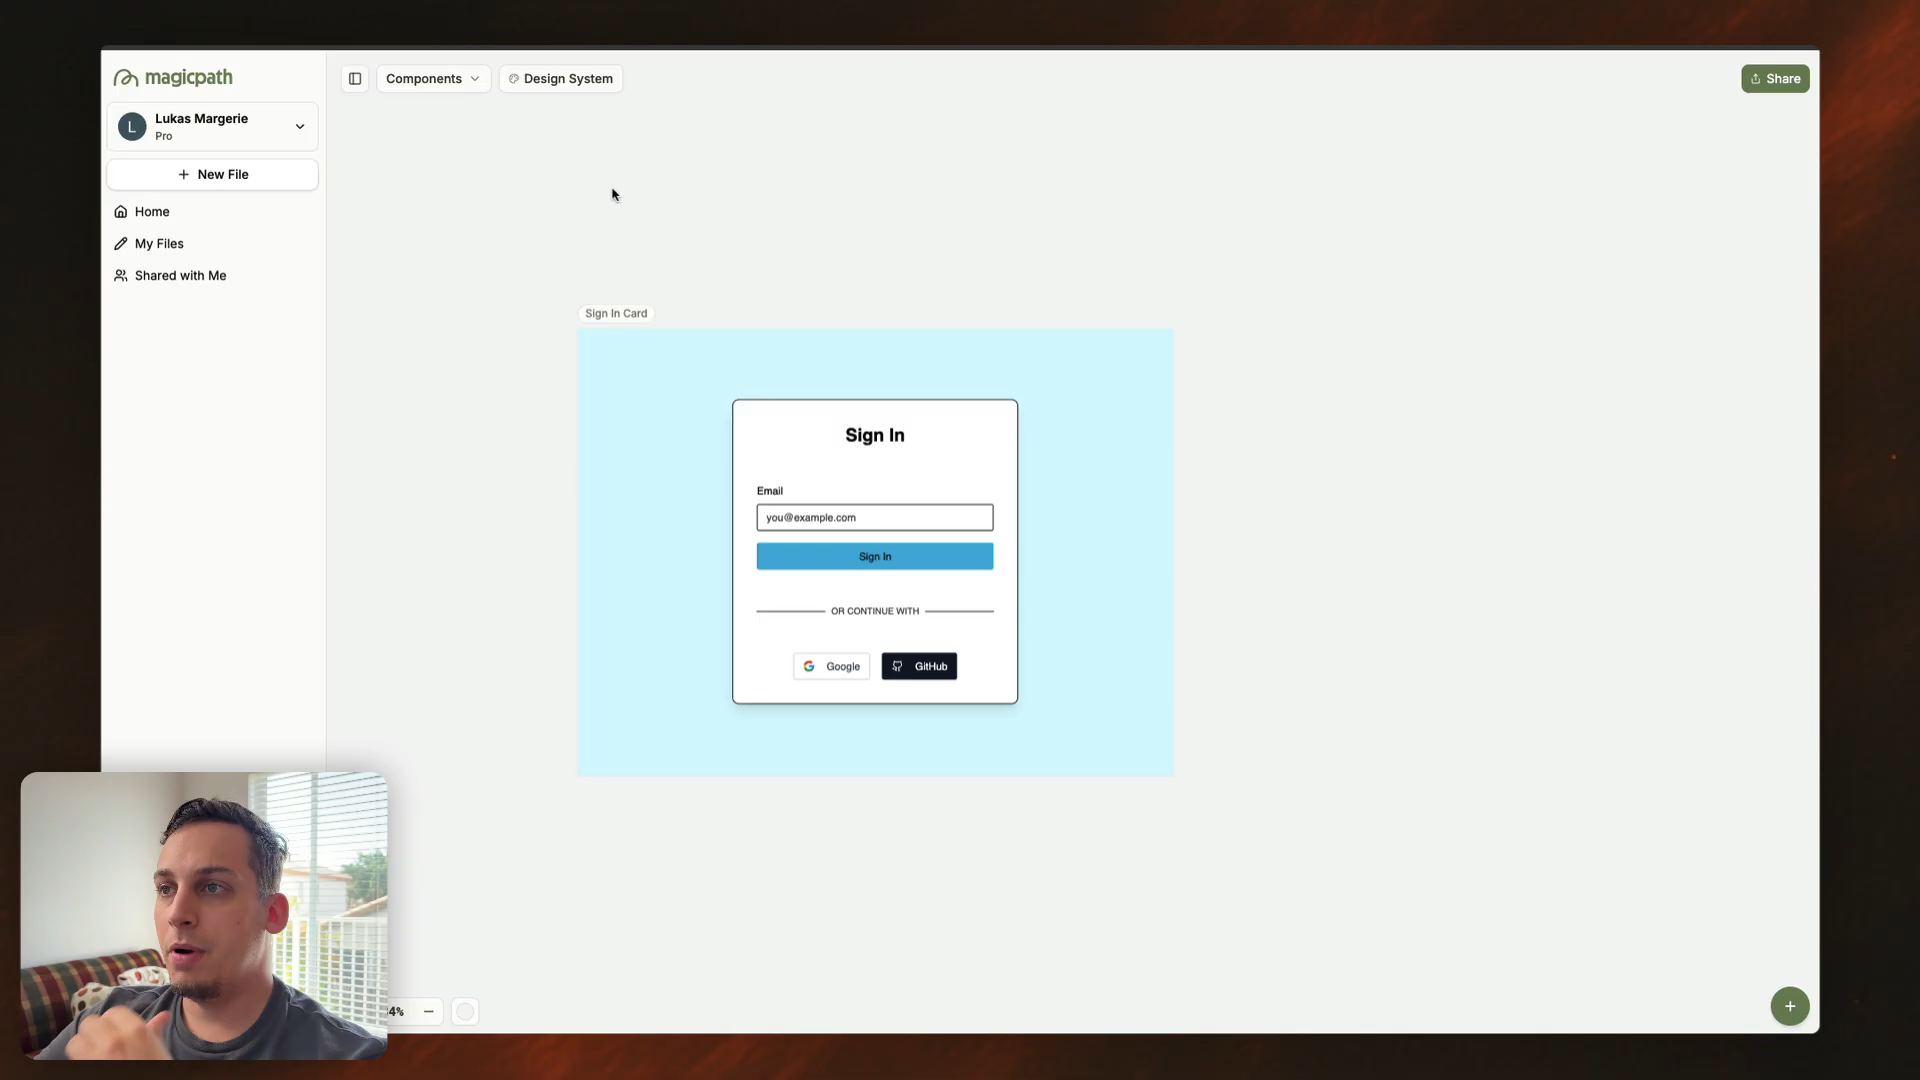 magicpath
L
Lukas Margerie
Pro
New File
Home
My Files
Shared with Me
Components
Design System
Share
Sign In Card
Sign In
Email
you@example.com
Sign In
OR CONTINUE WITH
Google
GitHub
4%